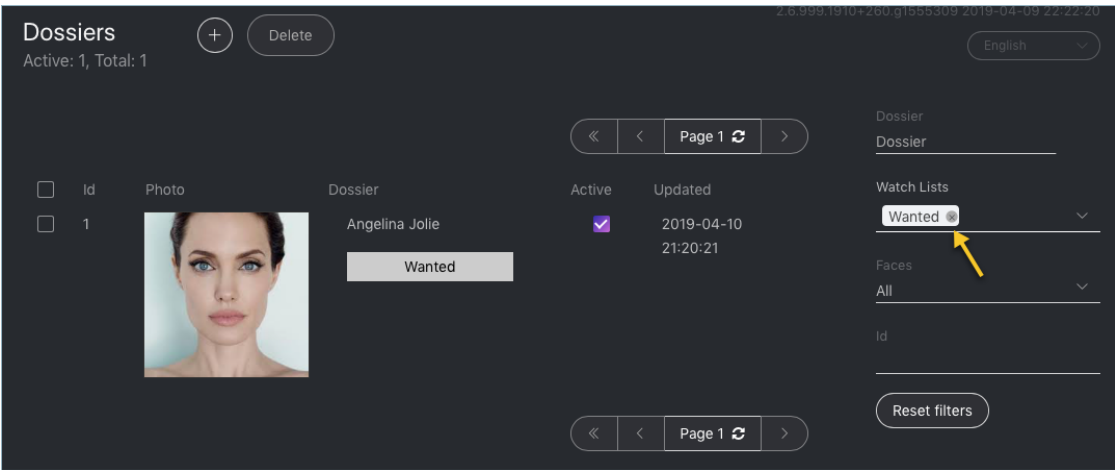 2.6.999.1910+260.g1555309 2019-04-09 22:22:20
Dossiers
+
Delete
Active: 1, Total: 1
English
« < Page 1 >
Dossier
Dossier
Id Photo Dossier Active Updated
Watch Lists
1 Angelina Jolie 2019-04-10
21:20:21
Wanted
Wanted
Faces
All
Id
Reset filters
« < Page 1 >